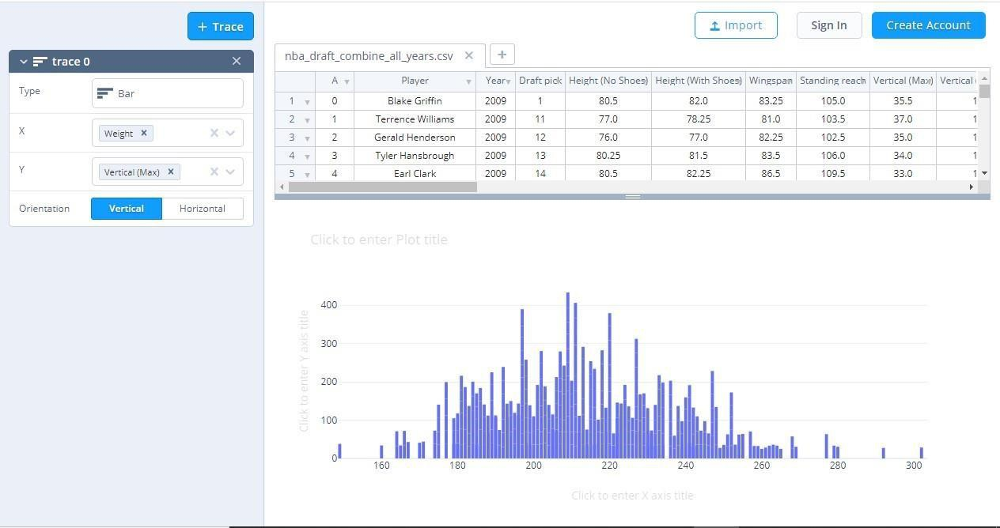 + Trace
Import
Sign In
Create Account
trace 0
Type
Bar
X
Weight
Y
Vertical (Max)
Orientation
Vertical
Horizontal
nba_draft_combine_all_years.csv
A Player Year Draft pick Height (No Shoes) Height (With Shoes) Wingspan Standing reach Vertical (Max) Vertical
1 0 Blake Griffin 2009 1 80.5 82.0 83.25 105.0 35.5 1
2 1 Terrence Williams 2009 11 77.0 78.25 81.0 103.5 37.0 1
3 2 Gerald Henderson 2009 12 76.0 77.0 82.25 102.5 35.0 1
4 3 Tyler Hansbrough 2009 13 80.25 81.5 83.5 106.0 34.0 1
5 4 Earl Clark 2009 14 80.5 82.25 86.5 109.5 33.0 1
Click to enter Plot title
Click to enter Y axis title
400
300
200
100
0
160 180 200 220 240 260 280 300
Click to enter X axis title